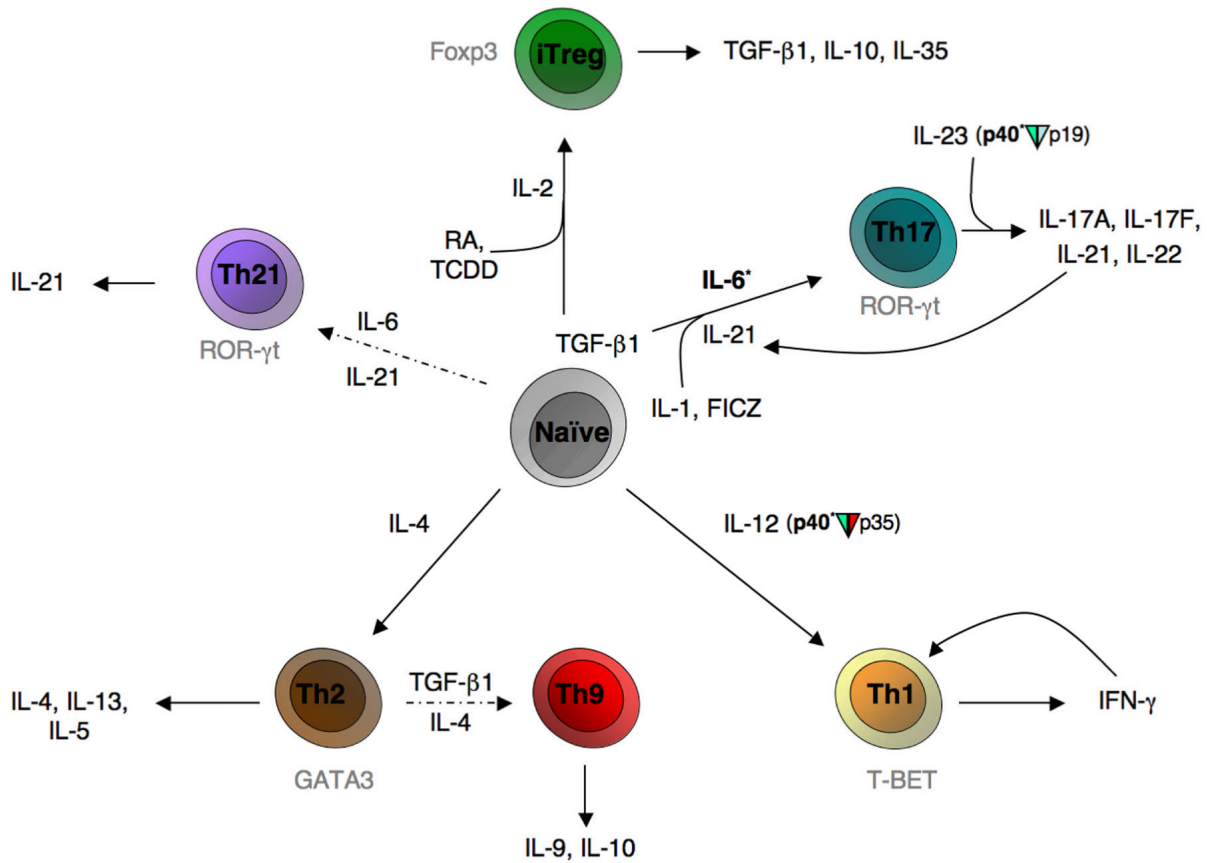 Foxp3
iTreg
TGF-β1, IL-10, IL-35
IL-23 (p40* p19)
IL-2
RA,
TCDD
Th17
IL-17A, IL-17F,
IL-21, IL-22
ROR-γt
Th21
IL-21
ROR-γt
IL-6
IL-21
TGF-β1
IL-6*
IL-21
IL-1, FICZ
Naïve
IL-4
IL-12 (p40* p35)
Th2
GATA3
IL-4, IL-13,
IL-5
TGF-β1
IL-4
Th9
IL-9, IL-10
Th1
T-BET
IFN-γ